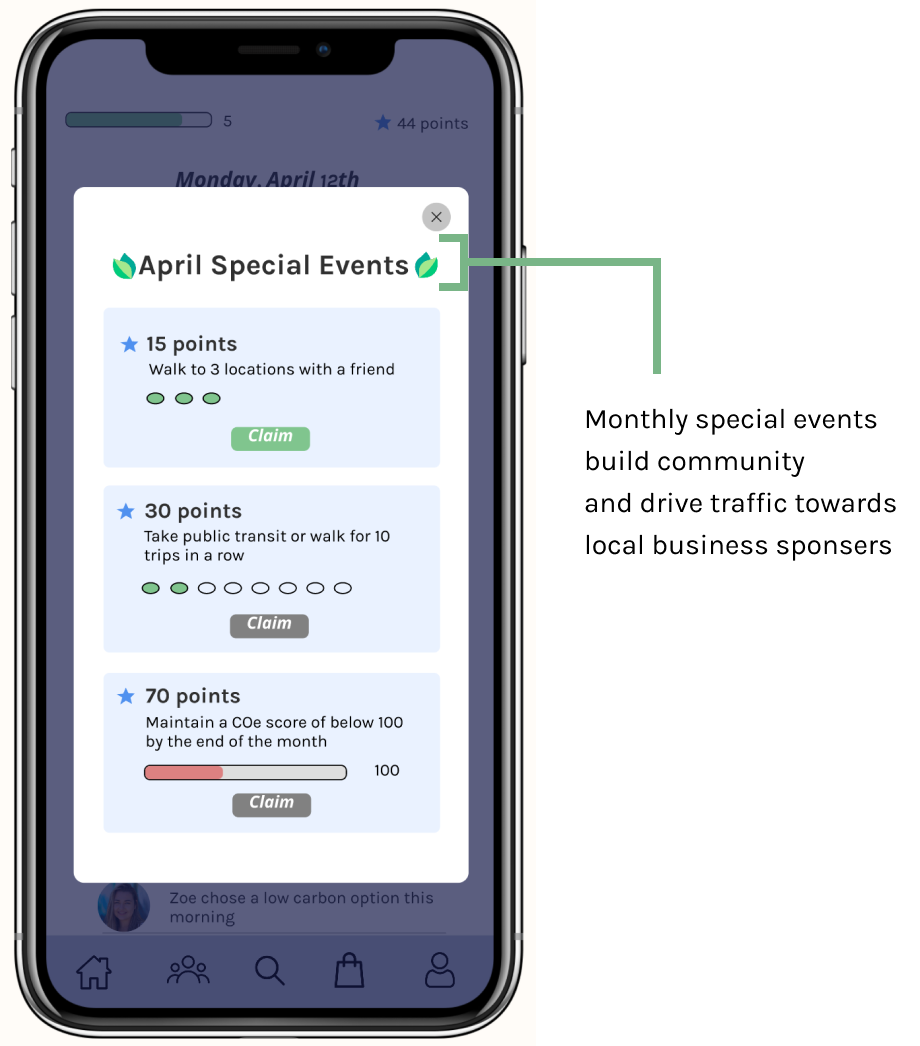 5
44 points
Monday, April 12th
April Special Events
15 points
Walk to 3 locations with a friend
Claim
30 points
Take public transit or walk for 10
trips in a row
Claim
70 points
Maintain a COe score of below 100
by the end of the month
100
Claim
Zoe chose a low carbon option this
morning
Monthly special events
build community
and drive traffic towards
local business sponsers